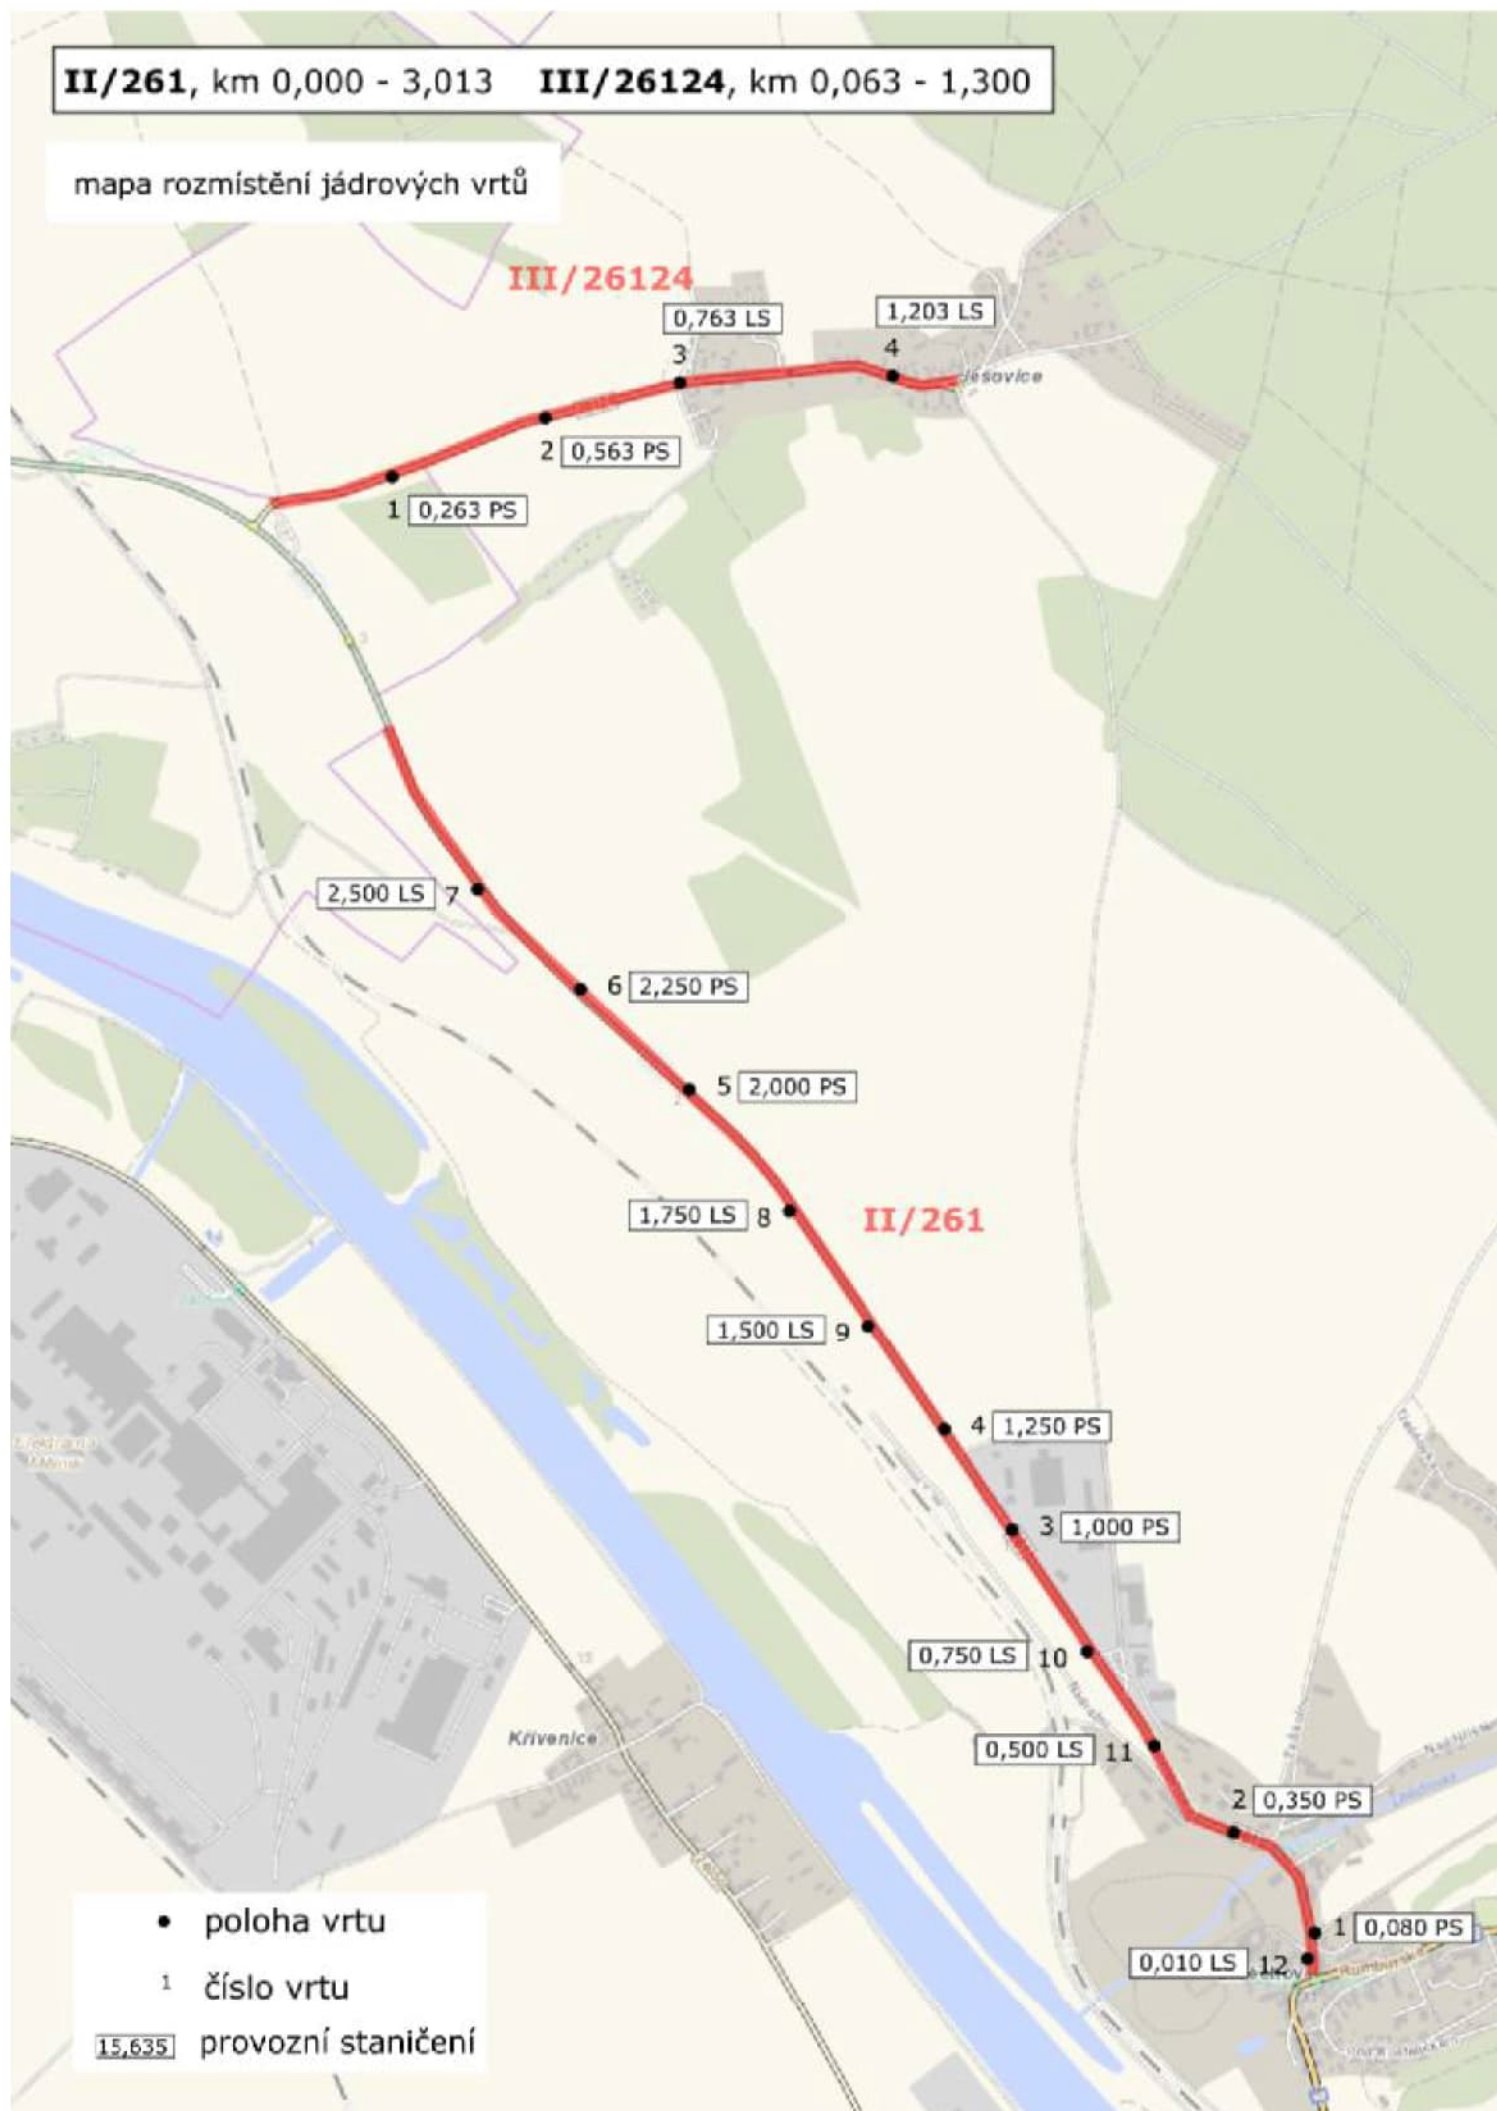 II/261, km 0,000 - 3,013 III/26124, km 0,063 - 1,300
mapa rozmístění jádrových vrtů
III/26124
0,763 LS
3
1,203 LS
4
Ješovice
2 0,563 PS
1 0,263 PS
3
2,500 LS 7
6 2,250 PS
5 2,000 PS
2
1,750 LS 8
II/261
1,500 LS 9
4 1,250 PS
3 1,000 PS
0,750 LS 10
Křivenice
0,500 LS 11
2 0,350 PS
1 0,080 PS
0,010 LS 12
Rumburská
• poloha vrtu
1 číslo vrtu
15,635 provozní staničení